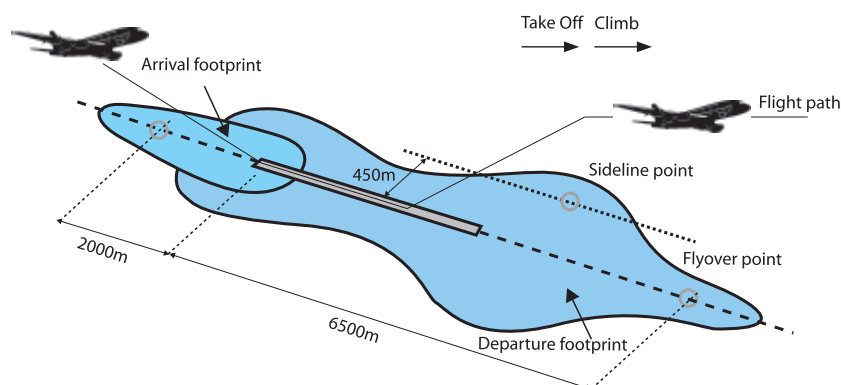 Take Off Climb
Arrival footprint
Flight path
450m
Sideline point
2000m
Flyover point
6500m
Departure footprint